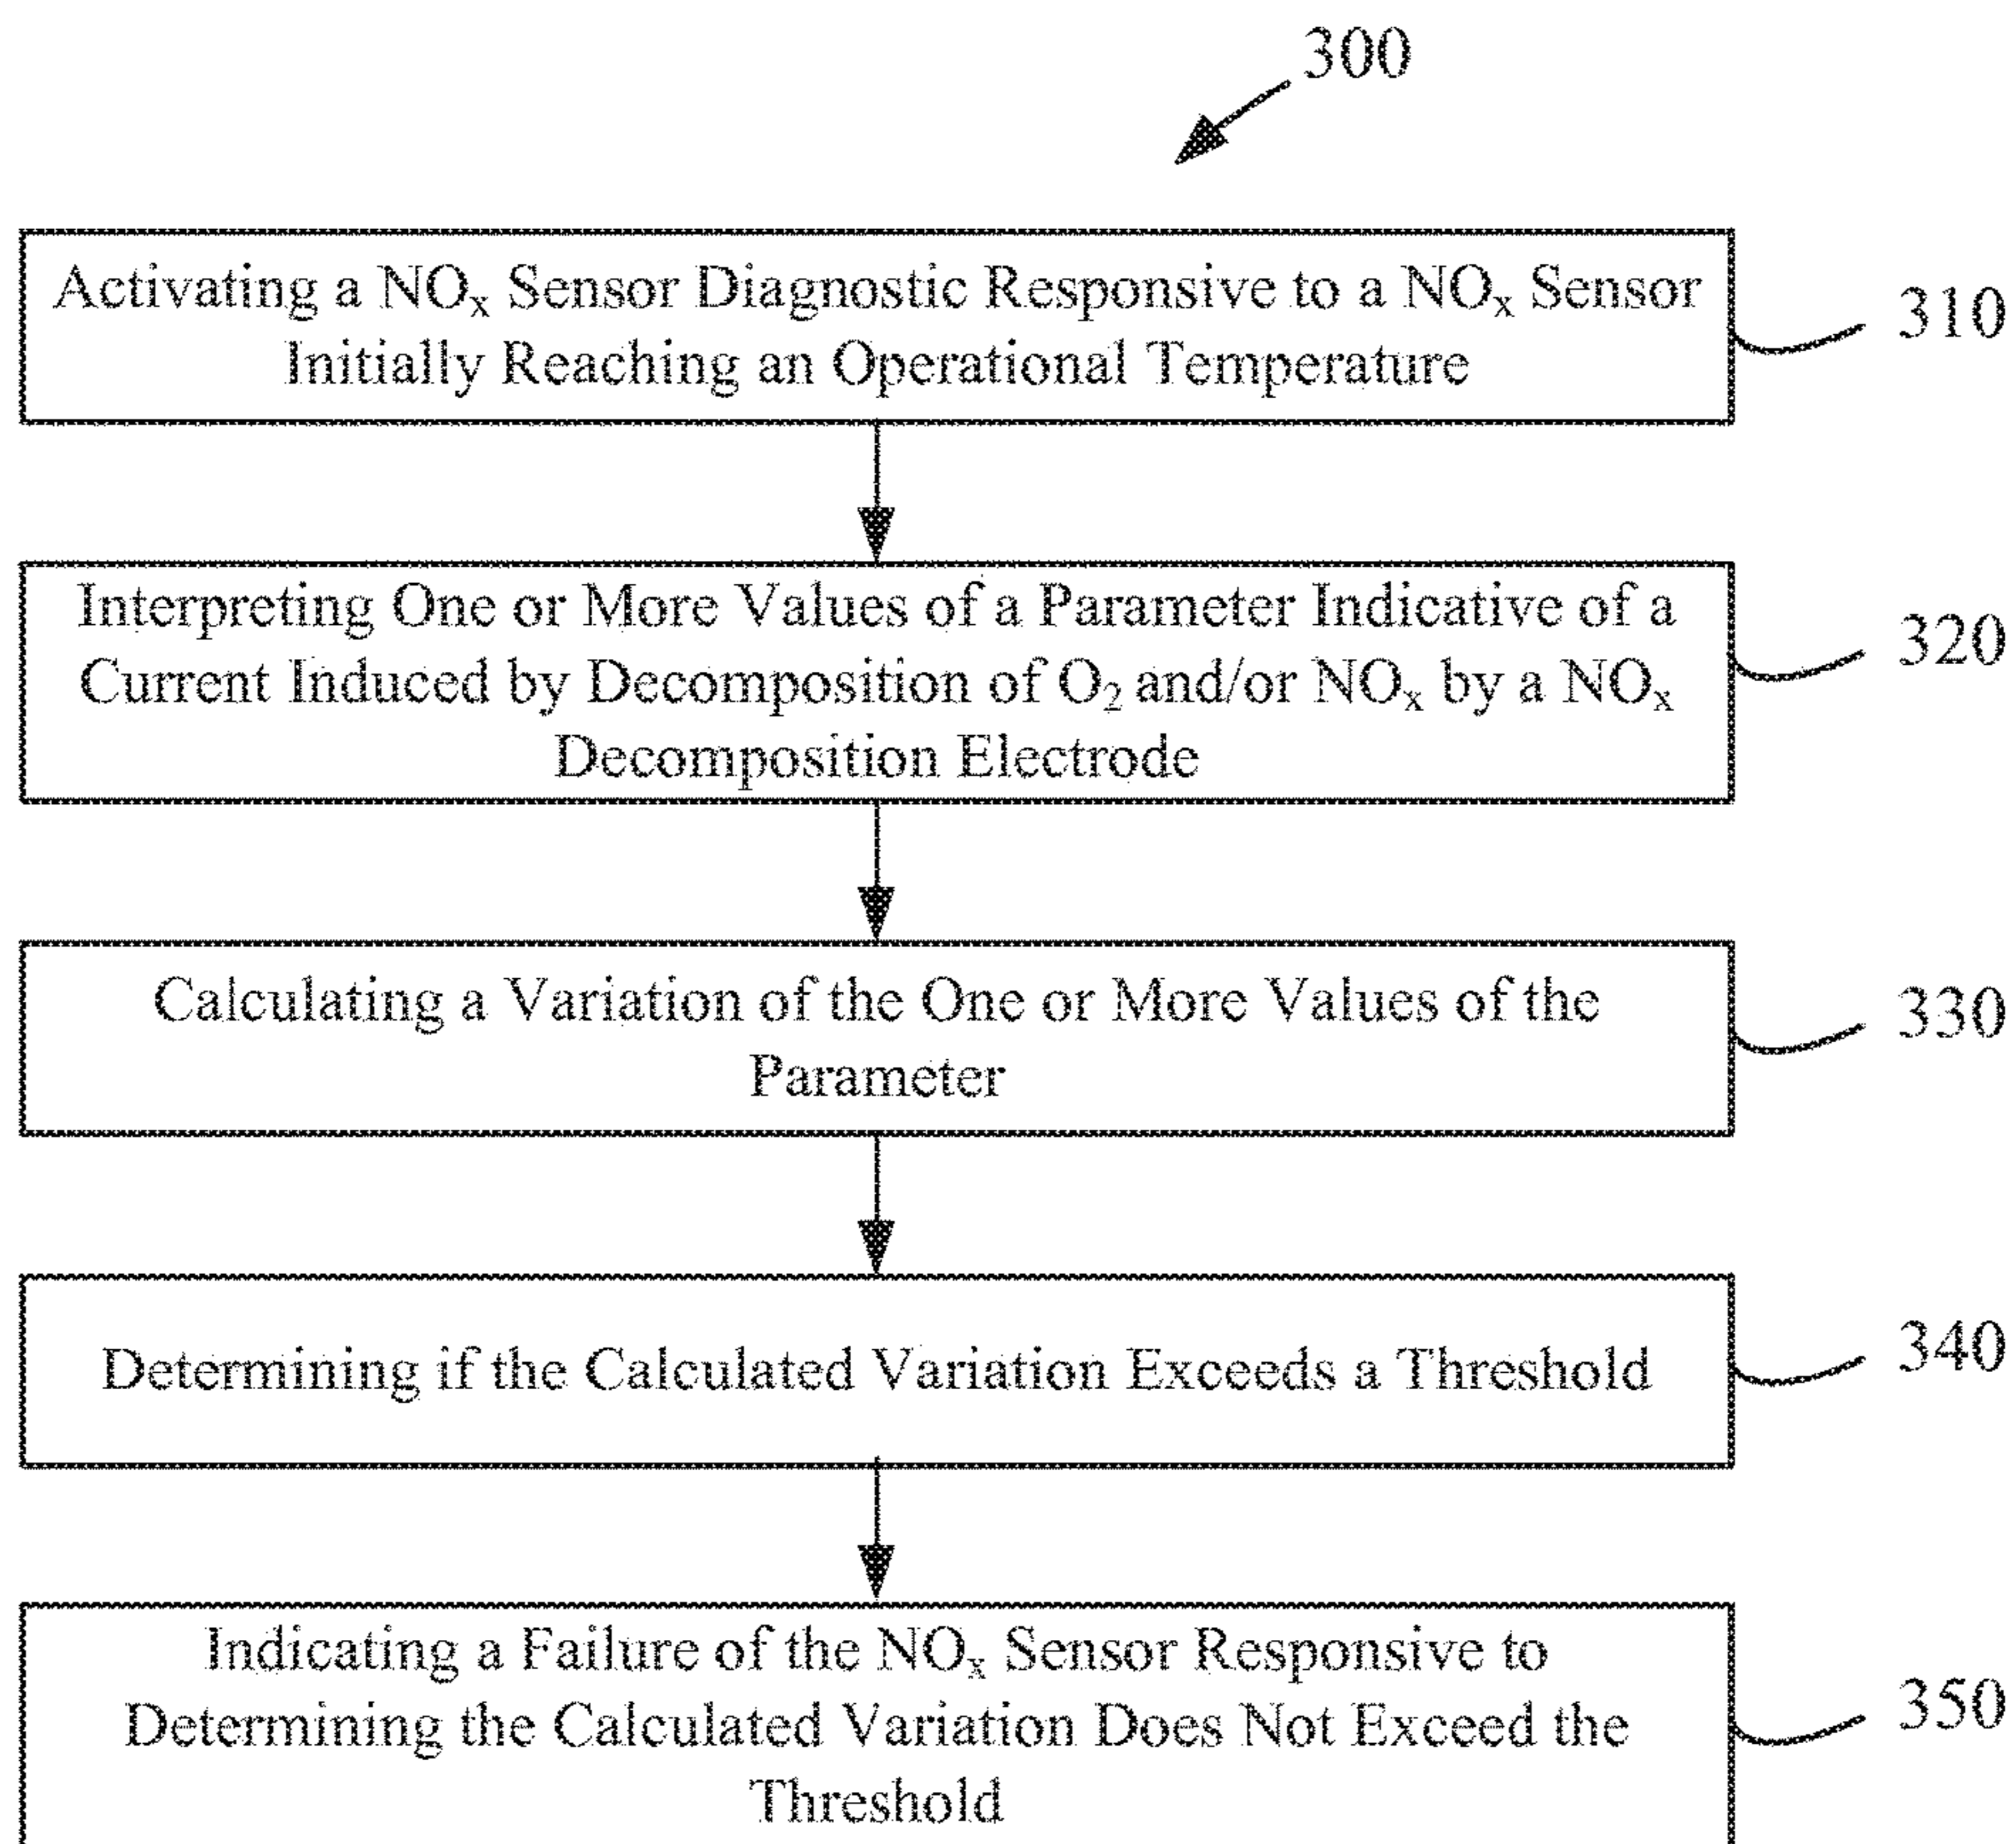 300
Activating a NOₓ Sensor Diagnostic Responsive to a NOₓ Sensor
Initially Reaching an Operational Temperature
310
Interpreting One or More Values of a Parameter Indicative of a
Current Induced by Decomposition of O₂ and/or NOₓ by a NOₓ
Decomposition Electrode
320
Calculating a Variation of the One or More Values of the
Parameter
330
Determining if the Calculated Variation Exceeds a Threshold
340
Indicating a Failure of the NOₓ Sensor Responsive to
Determining the Calculated Variation Does Not Exceed the
Threshold
350